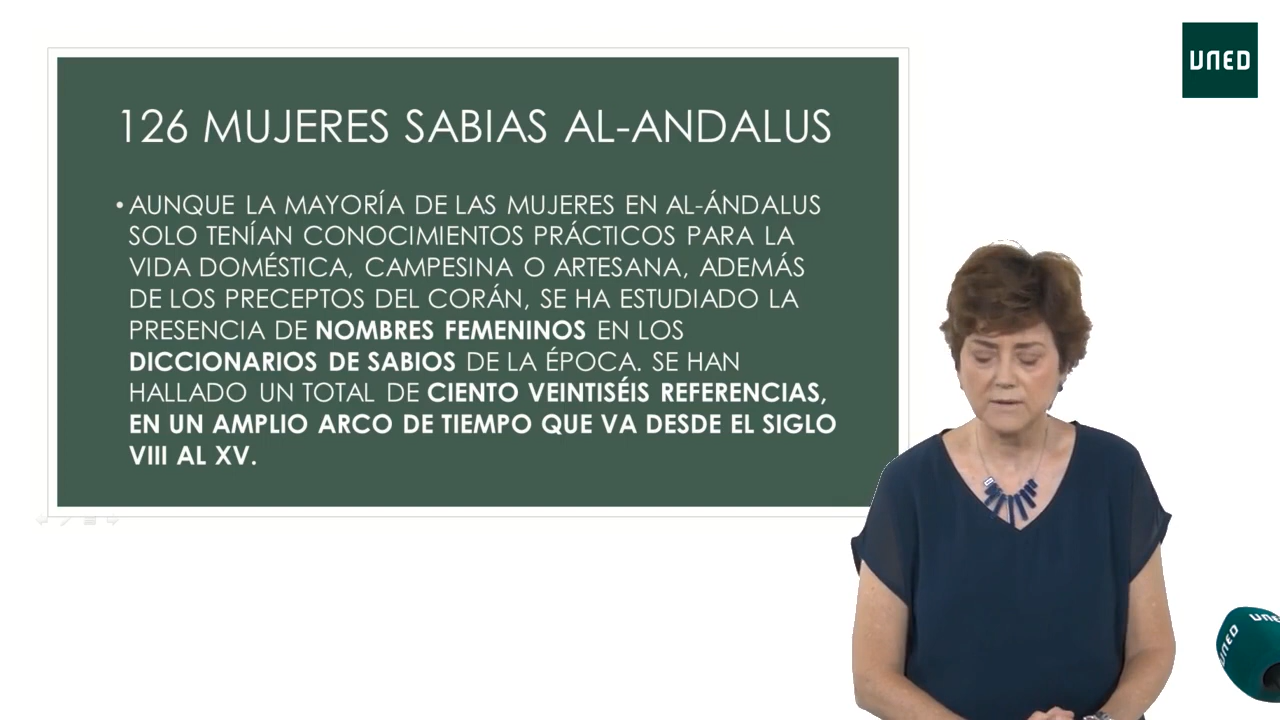 UNED
126 MUJERES SABIAS AL-ANDALUS
• AUNQUE LA MAYORÍA DE LAS MUJERES EN AL-ÁNDALUS
SOLO TENÍAN CONOCIMIENTOS PRÁCTICOS PARA LA
VIDA DOMÉSTICA, CAMPESINA O ARTESANA, ADEMÁS
DE LOS PRECEPTOS DEL CORÁN, SE HA ESTUDIADO LA
PRESENCIA DE NOMBRES FEMENINOS EN LOS
DICCIONARIOS DE SABIOS DE LA ÉPOCA. SE HAN
HALLADO UN TOTAL DE CIENTO VEINTISÉIS REFERENCIAS,
EN UN AMPLIO ARCO DE TIEMPO QUE VA DESDE EL SIGLO
VIII AL XV.
UNED